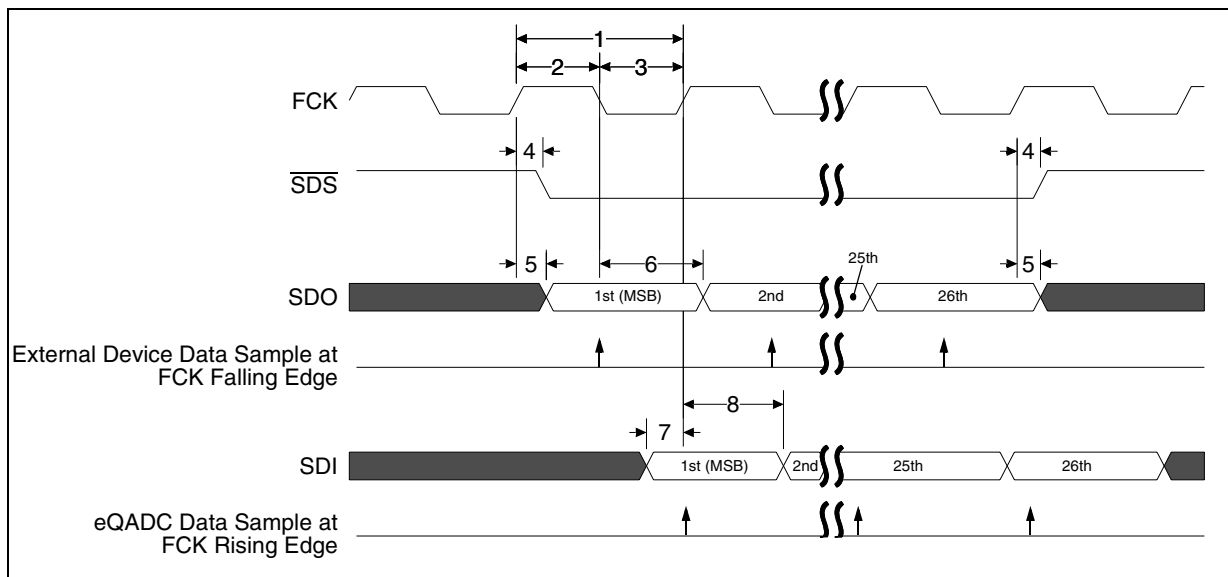 1
2
3
FCK
4
4
SDS
5
6
25th
5
SDO
1st (MSB)
2nd
26th
External Device Data Sample at
FCK Falling Edge
8
7
SDI
1st (MSB)
2nd
25th
26th
eQADC Data Sample at
FCK Rising Edge